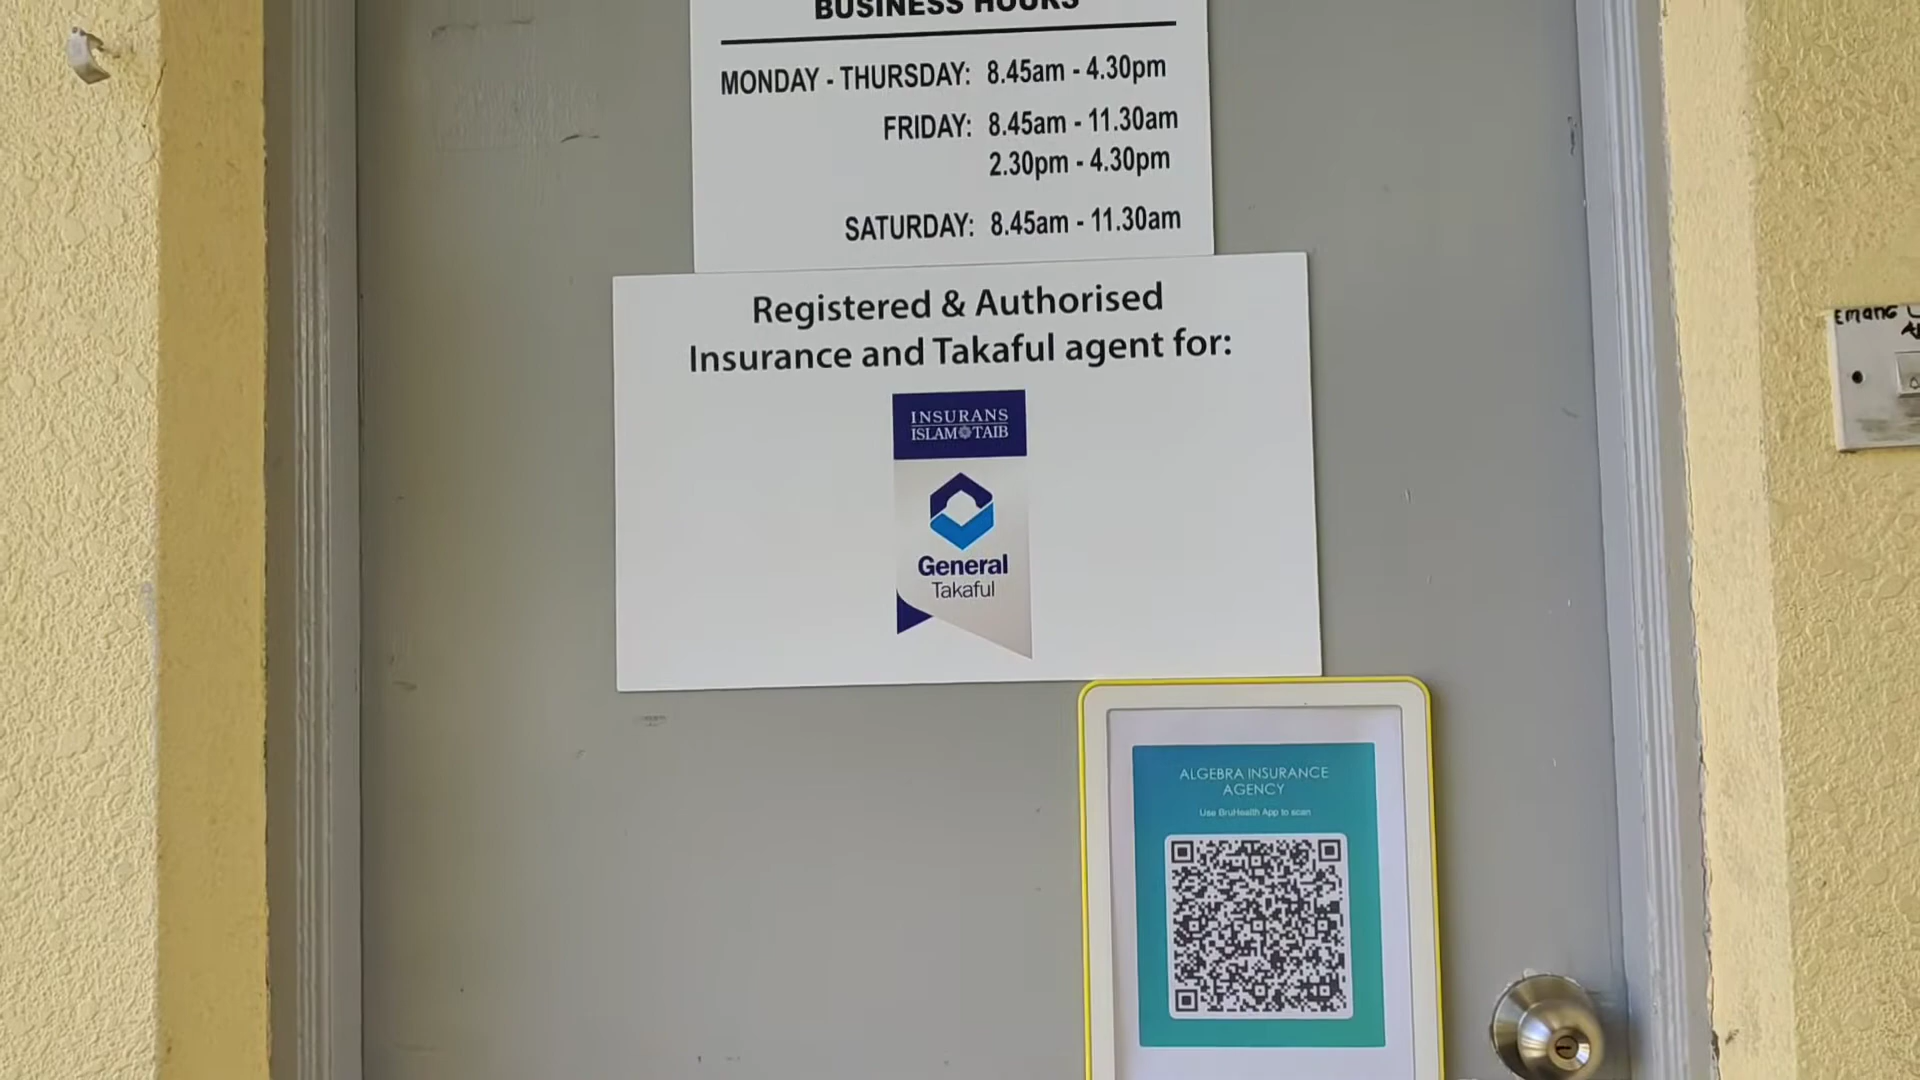 BUSINESS HOURS
MONDAY - THURSDAY: 8.45am - 4.30pm
FRIDAY: 8.45am - 11.30am
2.30pm - 4.30pm
SATURDAY: 8.45am - 11.30am
Registered & Authorised
Insurance and Takaful agent for:
INSURANS
ISLAM TAIB
General
Takaful
ALGEBRA INSURANCE
AGENCY
Use BruHealth App to scan